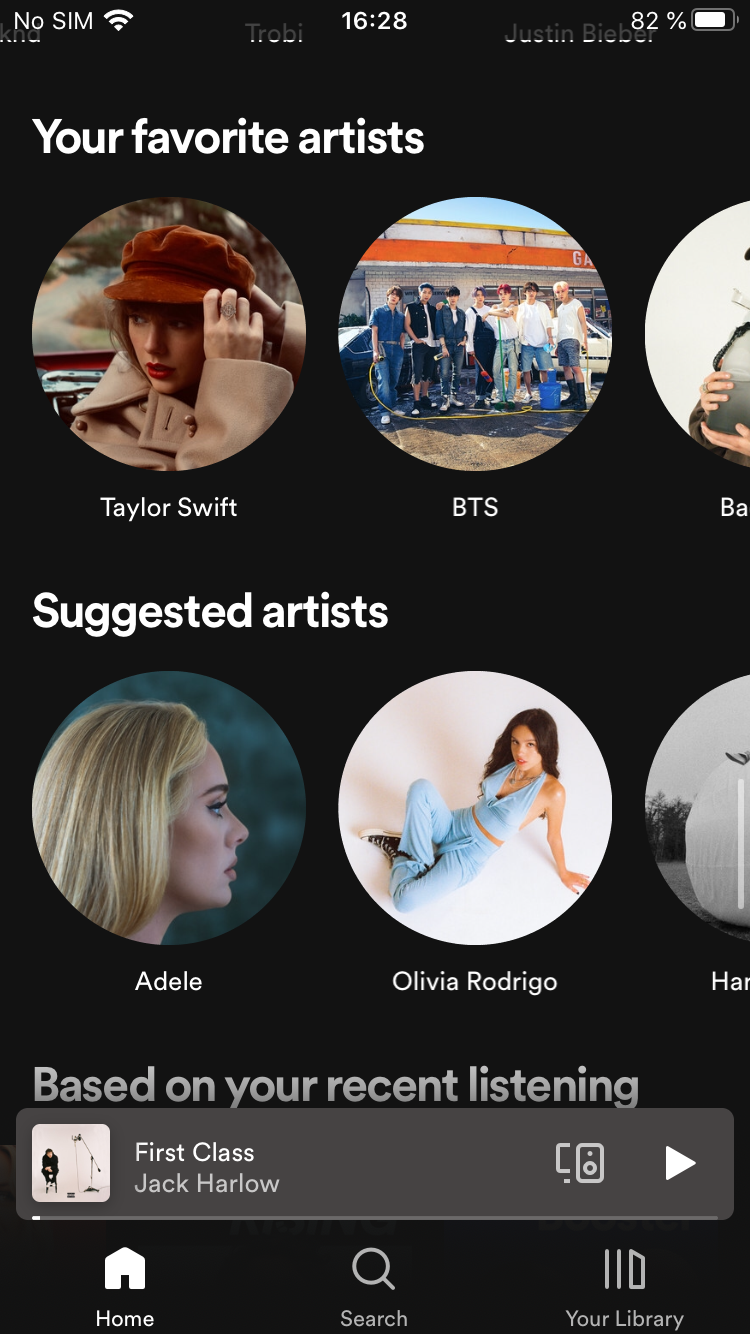 No SIM 16:28 82 %
Trobi Justin Bieber
Your favorite artists
GA
Taylor Swift BTS Ba
Suggested artists
Adele Olivia Rodrigo Har
Based on your recent listening
First Class
Jack Harlow
Home Search Your Library